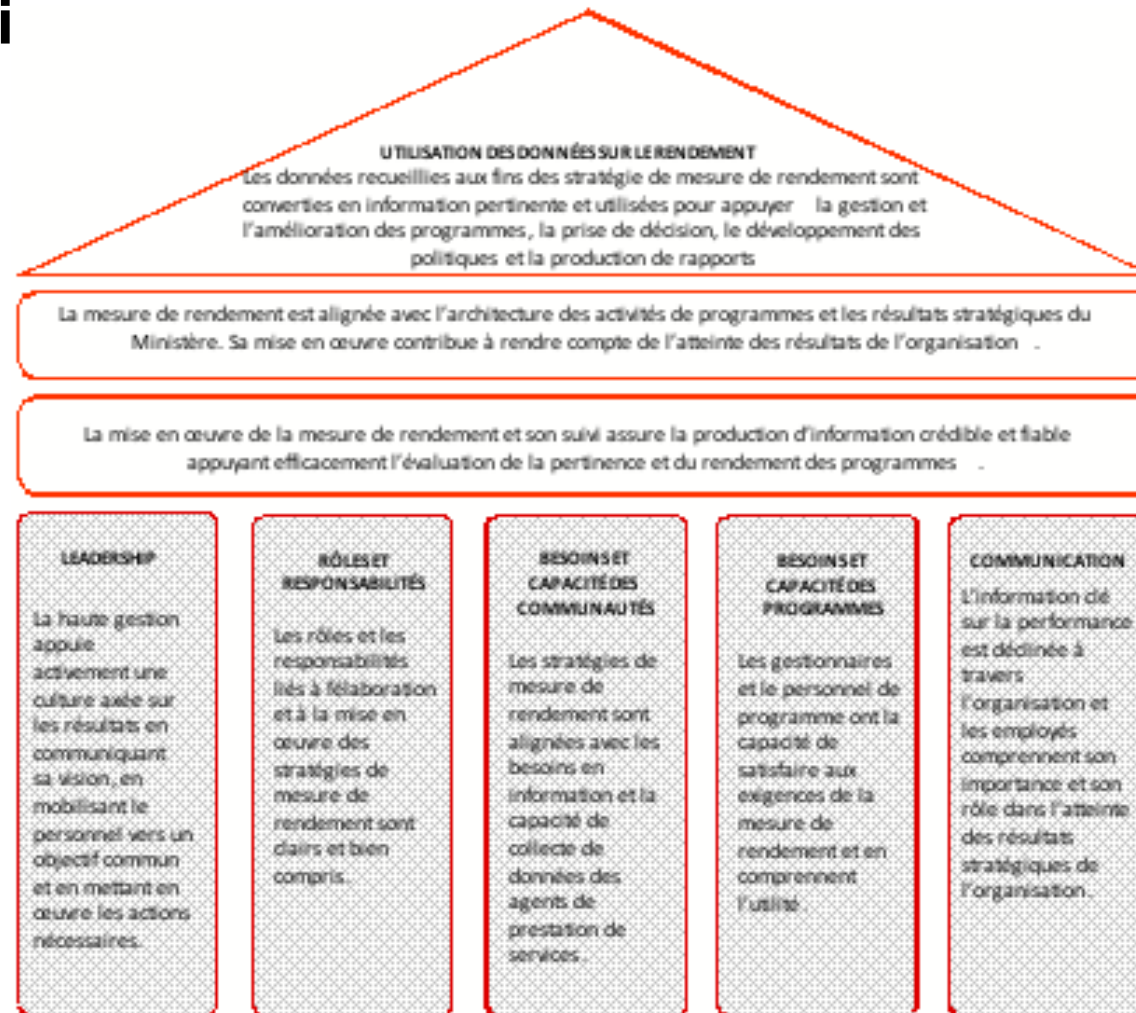 i
UTILISATION DES DONNÉES SUR LE RENDEMENT
Les données recueillies aux fins des stratégie de mesure de rendement sont
converties en information pertinente et utilisées pour appuyer la gestion et
l'amélioration des programmes, la prise de décision, le développement des
politiques et la production de rapports
La mesure de rendement est alignée avec l'architecture des activités de programmes et les résultats stratégiques du
Ministère. Sa mise en œuvre contribue à rendre compte de l'atteinte des résultats de l'organisation .
La mise en œuvre de la mesure de rendement et son suivi assure la production d'information crédible et fiable
appuyant efficacement l'évaluation de la pertinence et du rendement des programmes .
LEADERSHIP
La haute gestion
appuie
activement une
culture axée sur
les résultats en
communiquant
sa vision, en
mobilisant le
personnel vers un
objectif commun
et en mettant en
œuvre les actions
nécessaires.
RÔLES ET
RESPONSABILITÉS
Les rôles et les
responsabilités
liés à l'élaboration
et à la mise en
œuvre des
stratégies de
mesure de
rendement sont
clairs et bien
compris.
BESOINS ET
CAPACITÉ DES
COMMUNAUTÉS
Les stratégies de
mesure de
rendement sont
alignées avec les
besoins en
information et la
capacité de
collecte de
données des
agents de
prestation de
services.
BESOINS ET
CAPACITÉ DES
PROGRAMMES
Les gestionnaires
et le personnel de
programme ont la
capacité de
satisfaire aux
exigences de la
mesure de
rendement et en
comprennent
l'utilité.
COMMUNICATION
L'information clé
sur la performance
est déclinée à
travers
l'organisation et
les employés
comprennent son
importance et son
rôle dans l'atteinte
des résultats
stratégiques de
l'organisation.